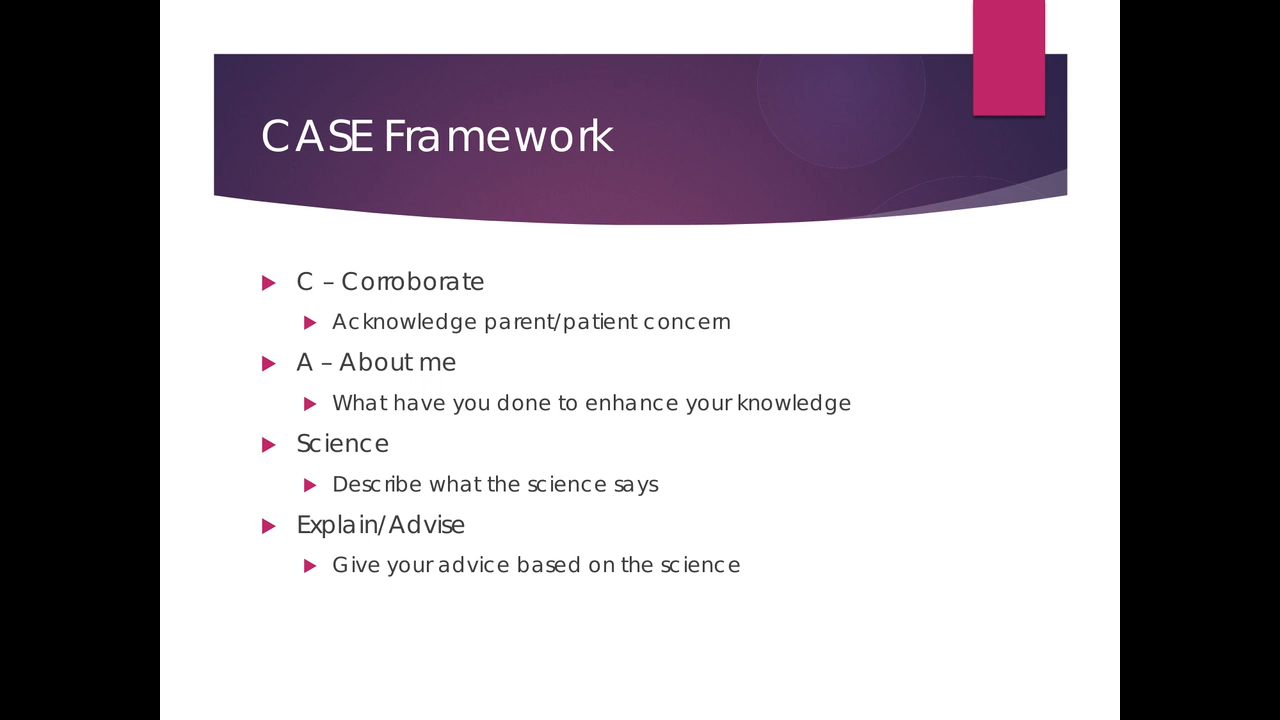 CASE Framework
C – Corroborate
Acknowledge parent/patient concern
A – About me
What have you done to enhance your knowledge
Science
Describe what the science says
Explain/Advise
Give your advice based on the science